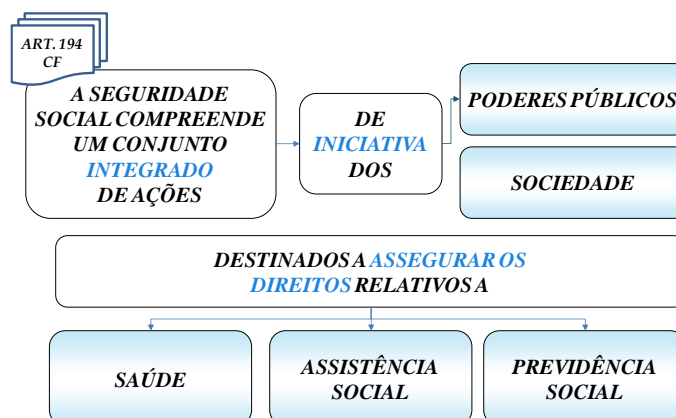 ART. 194
CF
A SEGURIDADE
SOCIAL COMPREENDE
UM CONJUNTO
INTEGRADO
DE AÇÕES
DE
INICIATIVA
DOS
PODERES PÚBLICOS
SOCIEDADE
DESTINADOS A ASSEGURAR OS
DIREITOS RELATIVOS A
SAÚDE
ASSISTÊNCIA
SOCIAL
PREVIDÊNCIA
SOCIAL